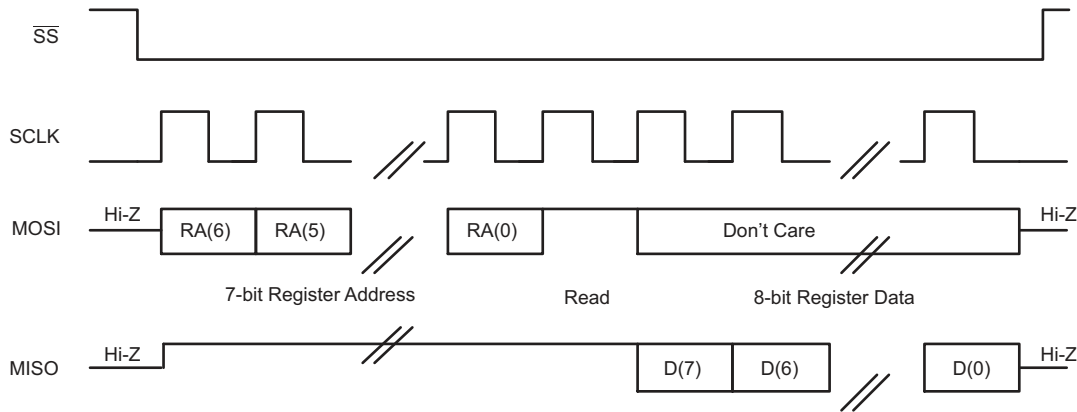 SS
SCLK
MOSI Hi-Z RA(6) RA(5) RA(0) Don't Care Hi-Z
7-bit Register Address Read 8-bit Register Data
MISO Hi-Z D(7) D(6) D(0) Hi-Z